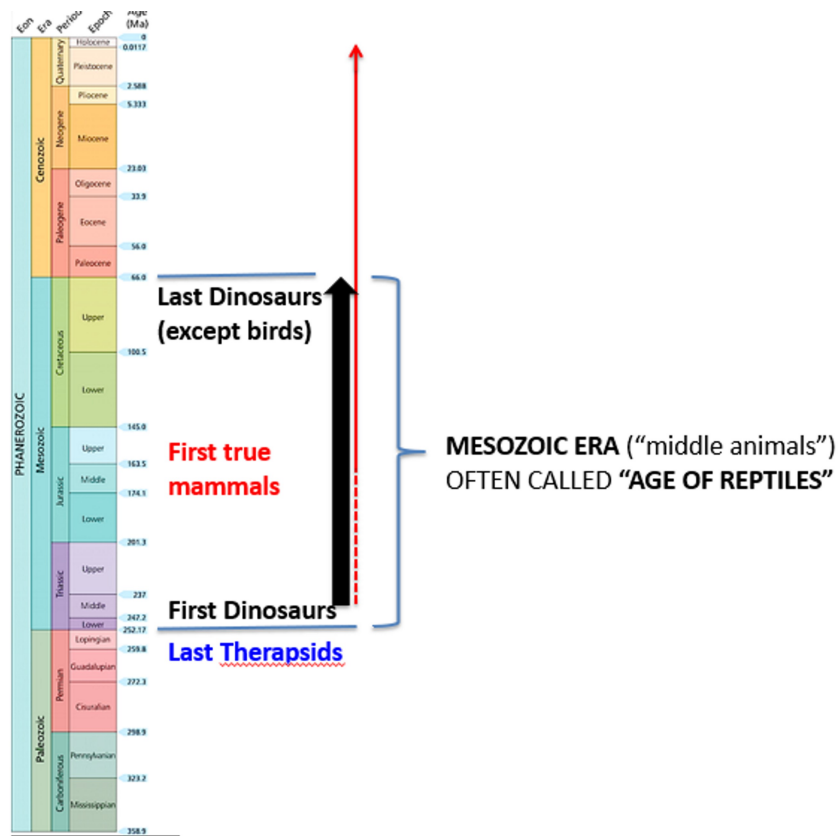 Eon
Era
Period
Epoch
Age
(Ma)
PHANEROZOIC
Cenozoic
Mesozoic
Paleozoic
Quaternary
Neogene
Paleogene
Cretaceous
Jurassic
Triassic
Permian
Carboniferous
Holocene
Pleistocene
Pliocene
Miocene
Oligocene
Eocene
Paleocene
Upper
Lower
Upper
Middle
Lower
Upper
Middle
Lower
Lopingian
Guadalupian
Cisuralian
Pennsylvanian
Mississippian
0
0.0117
2.588
5.333
23.03
33.9
56.0
66.0
100.5
145.0
163.5
174.1
201.3
237
247.2
252.17
259.8
272.3
298.9
323.2
358.9
Last Dinosaurs
(except birds)
First true
mammals
First Dinosaurs
Last Therapsids
MESOZOIC ERA (“middle animals”)
OFTEN CALLED “AGE OF REPTILES”